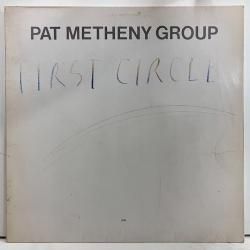 PAT METHENY GROUP
FIRST CIRCLE